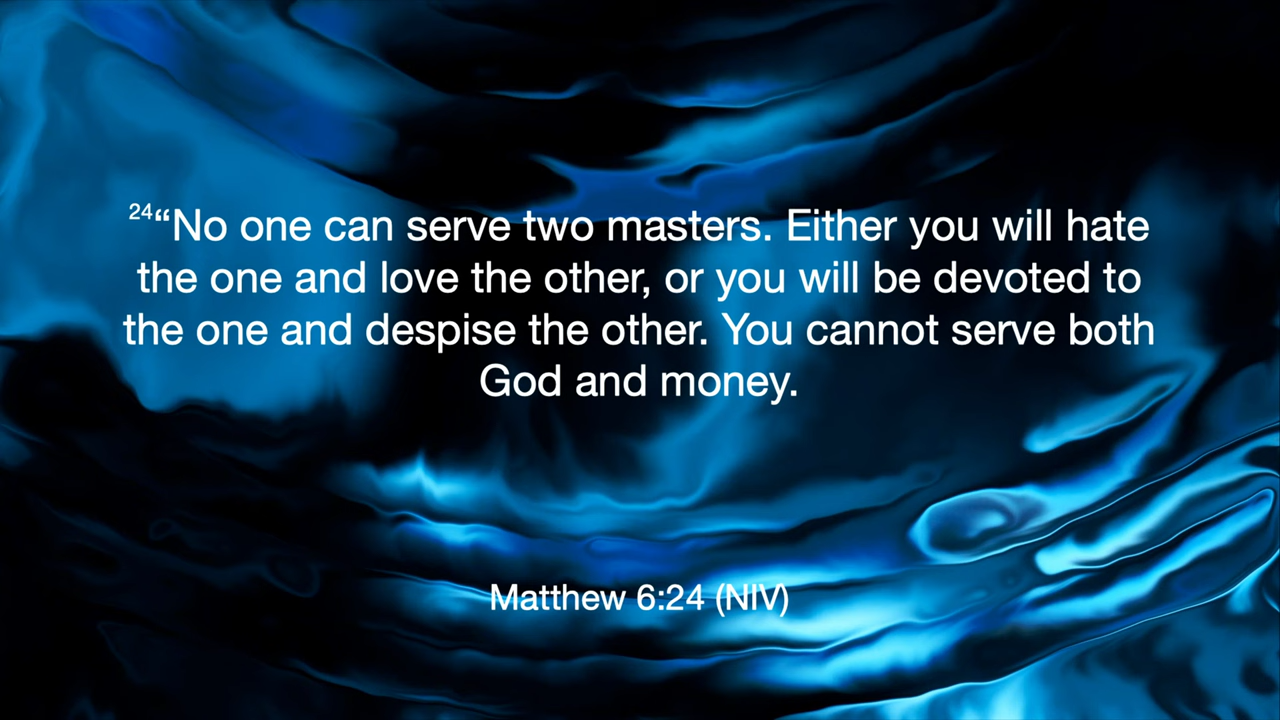 24“No one can serve two masters. Either you will hate
the one and love the other, or you will be devoted to
the one and despise the other. You cannot serve both
God and money.
Matthew 6:24 (NIV)